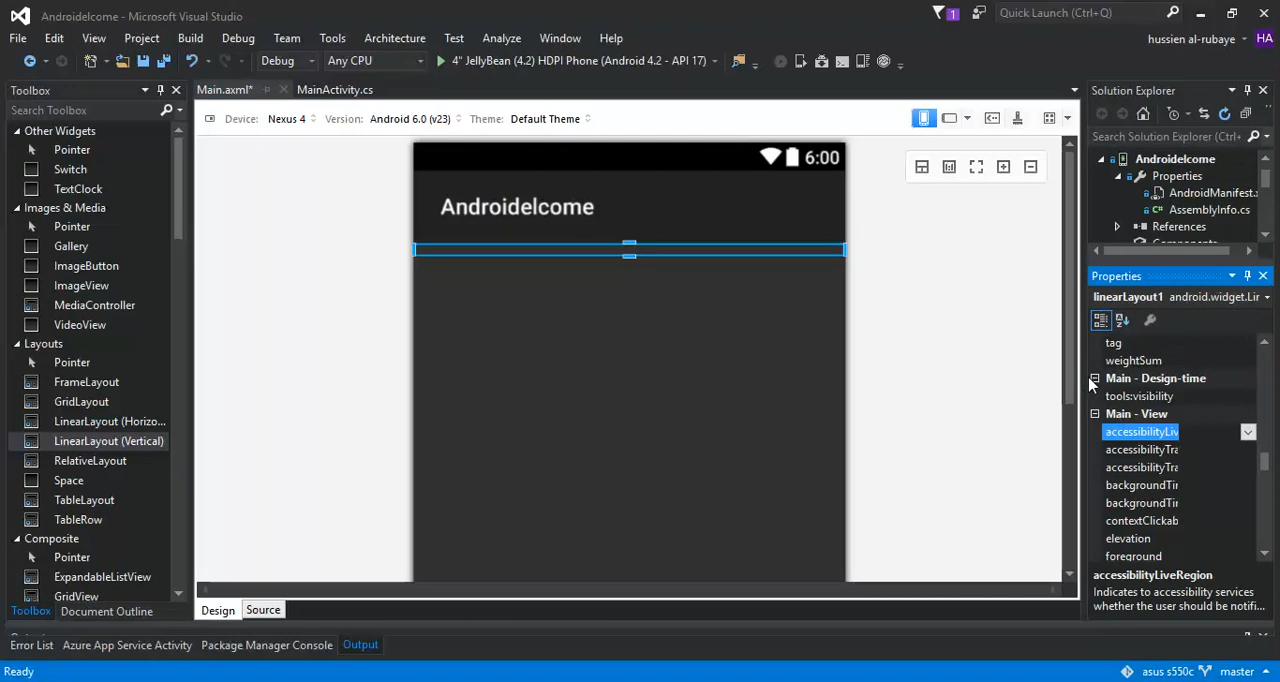 Androidelcome - Microsoft Visual Studio
1
Quick Launch (Ctrl+Q)
File Edit View Project Build Debug Team Tools Architecture Test Analyze Window Help
hussien al-rubaye HA
Debug Any CPU 4" JellyBean (4.2) HDPI Phone (Android 4.2 - API 17)
Toolbox
Search Toolbox
Other Widgets
Pointer
Switch
TextClock
Images & Media
Pointer
Gallery
ImageButton
ImageView
MediaController
VideoView
Layouts
Pointer
FrameLayout
GridLayout
LinearLayout (Horizo...
LinearLayout (Vertical)
RelativeLayout
Space
TableLayout
TableRow
Composite
Pointer
ExpandableListView
GridView
Toolbox Document Outline
Main.axml* MainActivity.cs
Device: Nexus 4 Version: Android 6.0 (v23) Theme: Default Theme
6:00
Androidelcome
Design Source
Solution Explorer
Search Solution Explorer (Ctrl+
Androidelcome
Properties
AndroidManifest.
AssemblyInfo.cs
References
Components
Properties
linearLayout1 android.widget.Lir
tag
weightSum
Main - Design-time
tools:visibility
Main - View
accessibilityLiv
accessibilityTra
accessibilityTra
backgroundTir
backgroundTir
contextClickab
elevation
foreground
accessibilityLiveRegion
Indicates to accessibility services
whether the user should be notifi...
Error List Azure App Service Activity Package Manager Console Output
Ready
asus s550c master